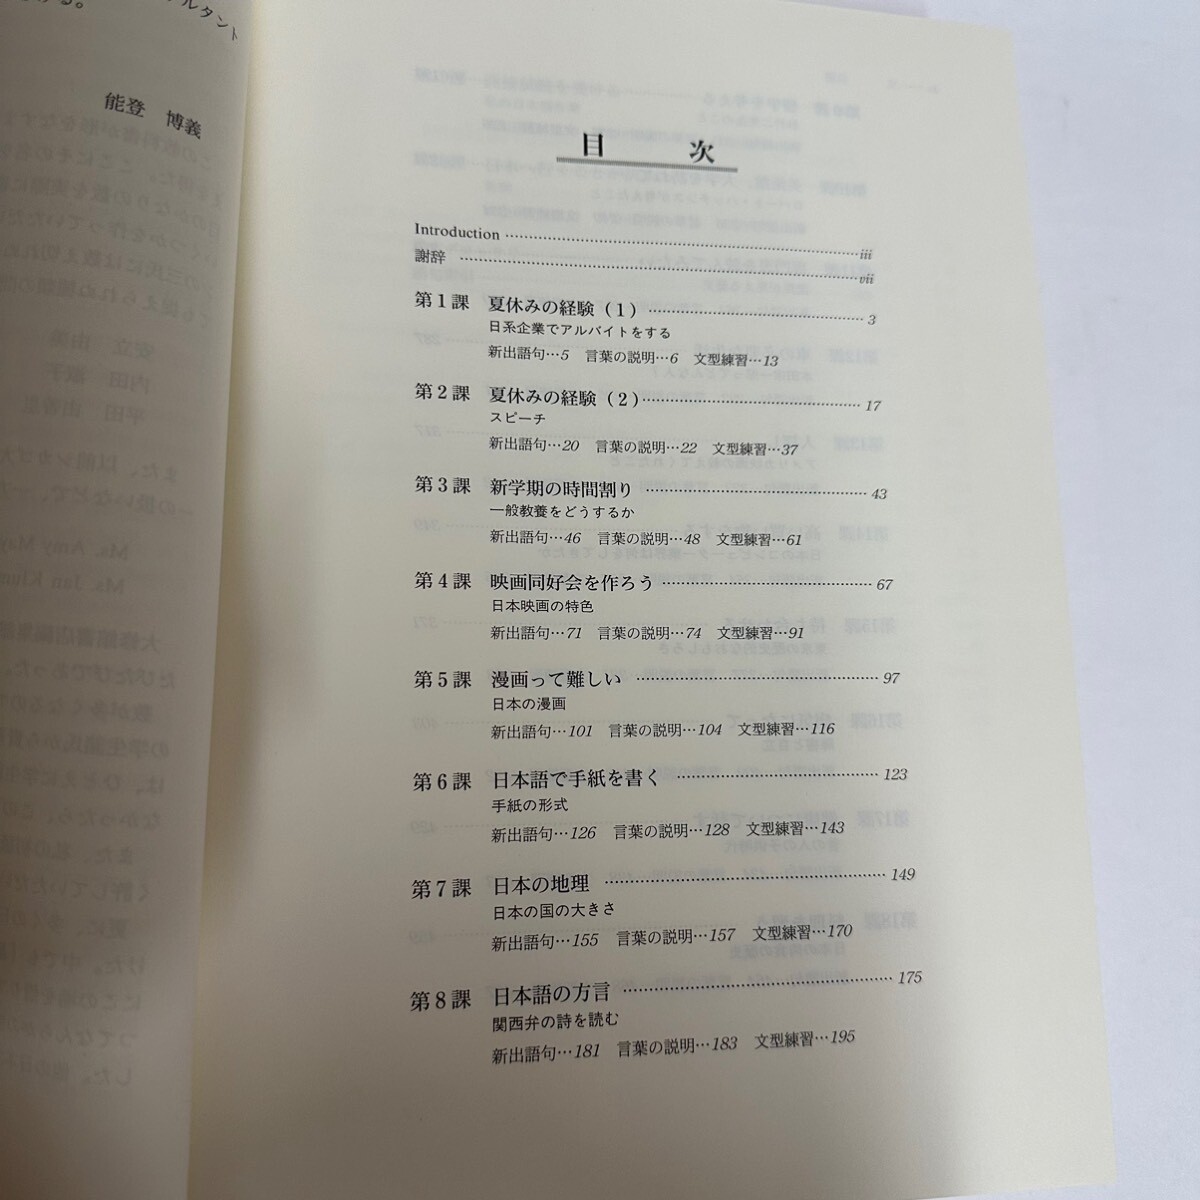 ルタント
能登 博義
目 次
Introduction ……… iii
謝辞 ……… vii
第1課 夏休みの経験(1) ……… 3
日系企業でアルバイトをする
新出語句…5 言葉の説明…6 文型練習…13
第2課 夏休みの経験(2) ……… 17
スピーチ
新出語句…20 言葉の説明…22 文型練習…37
第3課 新学期の時間割り ……… 43
一般教養をどうするか
新出語句…46 言葉の説明…48 文型練習…61
第4課 映画同好会を作ろう ……… 67
日本映画の特色
新出語句…71 言葉の説明…74 文型練習…91
第5課 漫画って難しい ……… 97
日本の漫画
新出語句…101 言葉の説明…104 文型練習…116
第6課 日本語で手紙を書く ……… 123
手紙の形式
新出語句…126 言葉の説明…128 文型練習…143
第7課 日本の地理 ……… 149
日本の国の大きさ
新出語句…155 言葉の説明…157 文型練習…170
第8課 日本語の方言 ……… 175
関西弁の詩を読む
新出語句…181 言葉の説明…183 文型練習…195